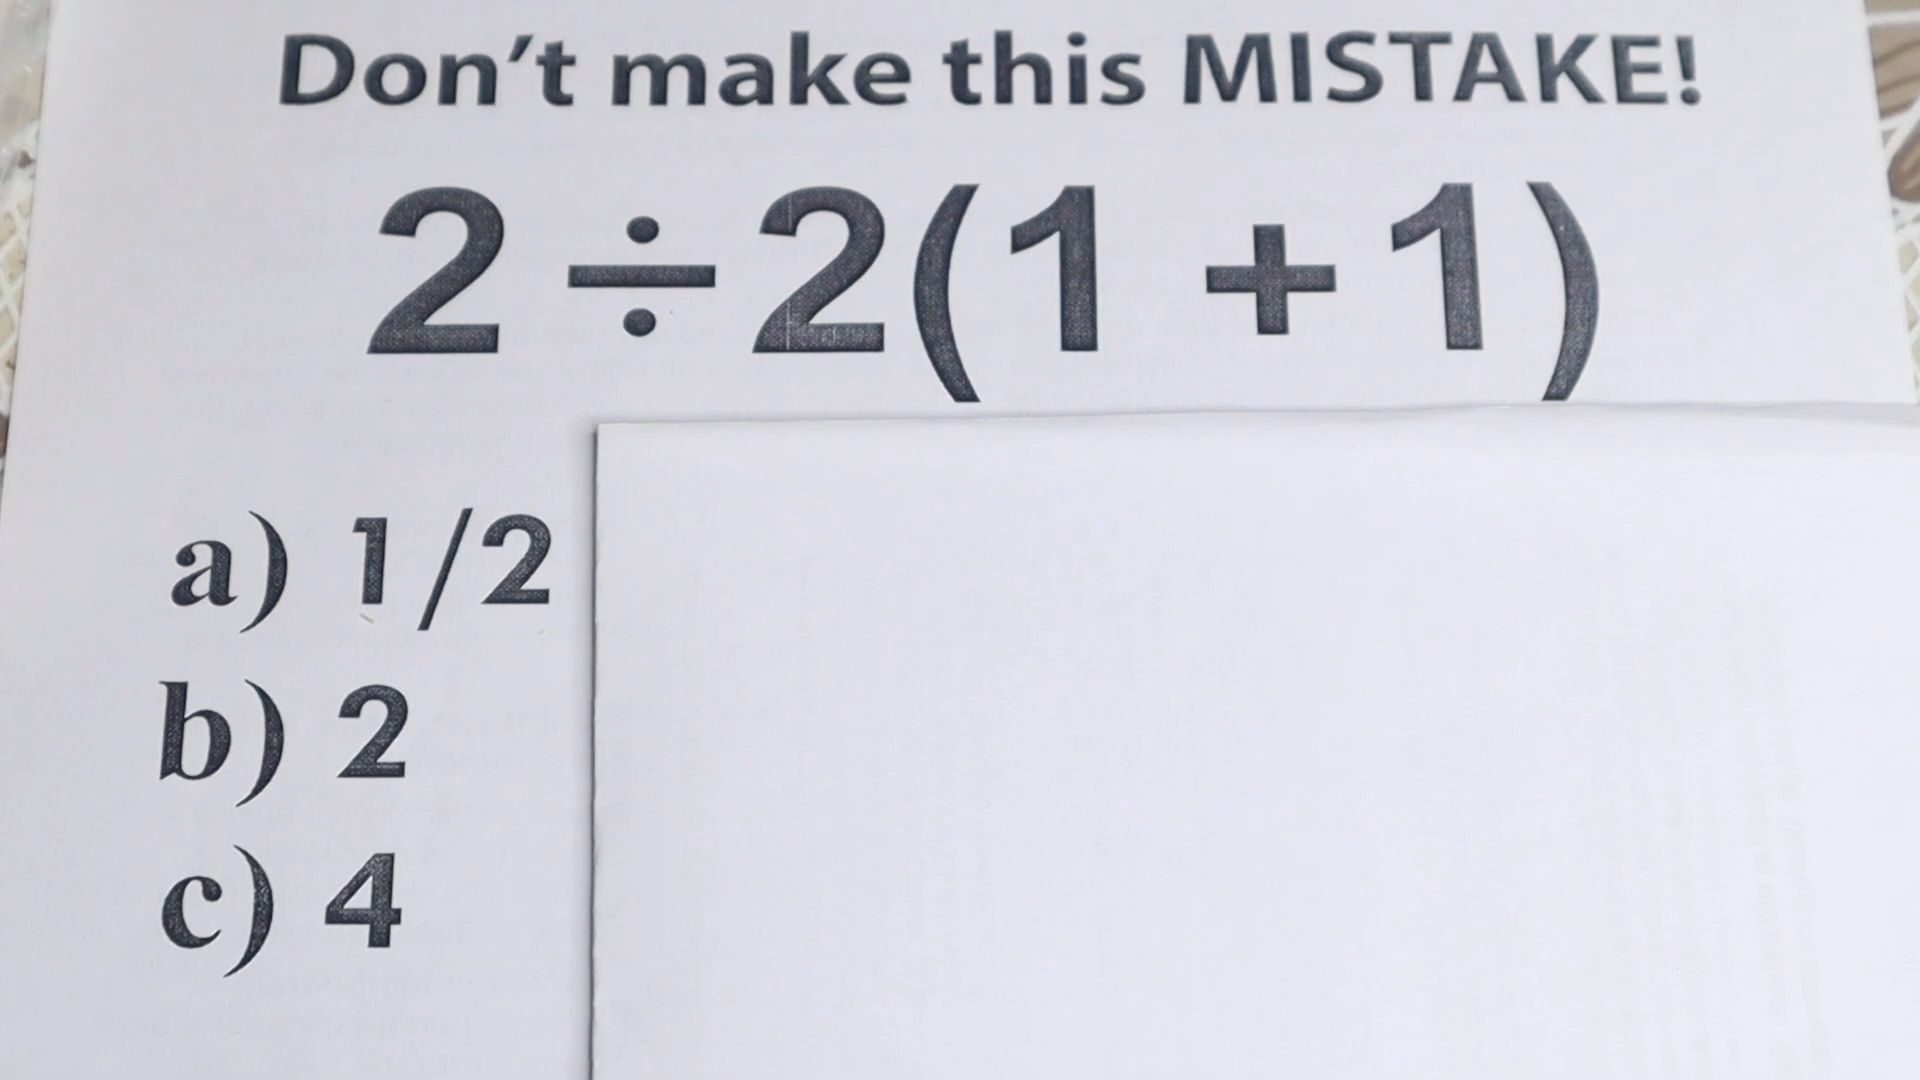 Don't make this MISTAKE!
2 ÷ 2(1 + 1)
a) 1/2
b) 2
c) 4